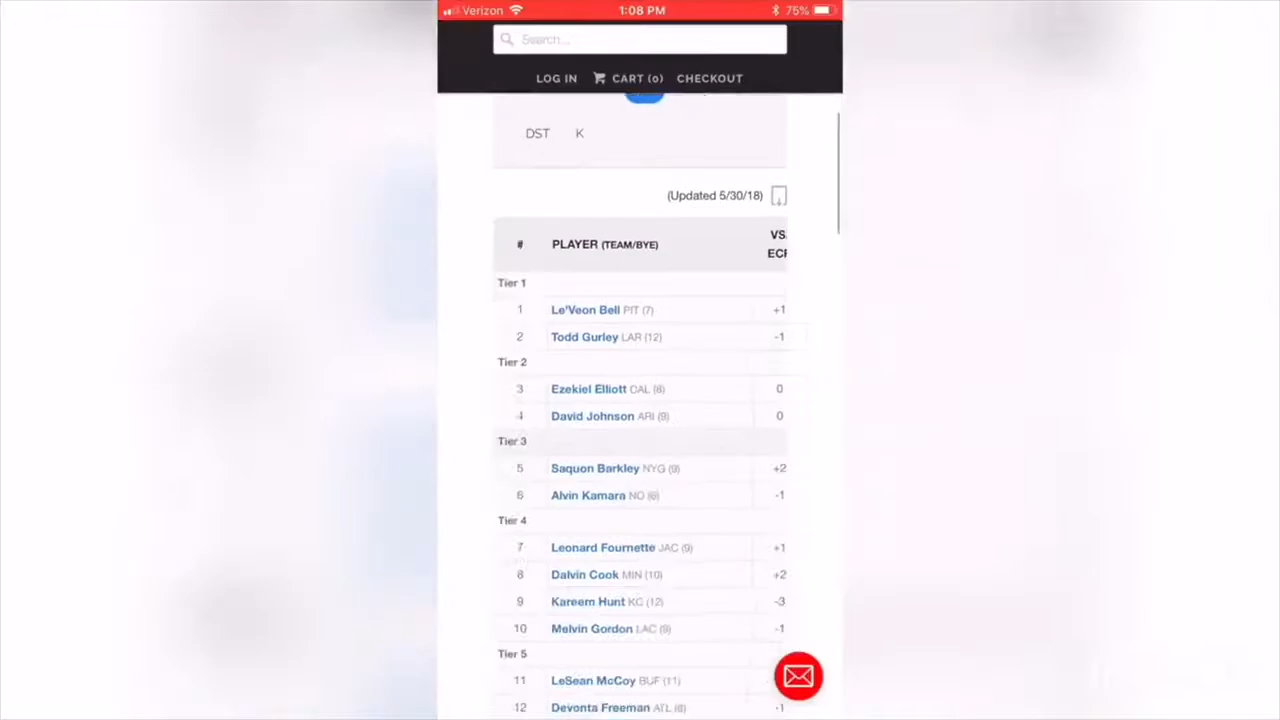 Verizon 1:08 PM 75%
Search...
LOG IN CART (0) CHECKOUT
DST K
(Updated 5/30/18)
# PLAYER (TEAM/BYE) VS.
ECR
Tier 1
1 Le'Veon Bell PIT (7) +1
2 Todd Gurley LAR (12) -1
Tier 2
3 Ezekiel Elliott DAL (8) 0
4 David Johnson ARI (9) 0
Tier 3
5 Saquon Barkley NYG (9) +2
6 Alvin Kamara NO (6) -1
Tier 4
7 Leonard Fournette JAC (9) +1
8 Dalvin Cook MIN (10) +2
9 Kareem Hunt KC (12) -3
10 Melvin Gordon LAC (9) -1
Tier 5
11 LeSean McCoy BUF (11)
12 Devonta Freeman ATL (8) -1